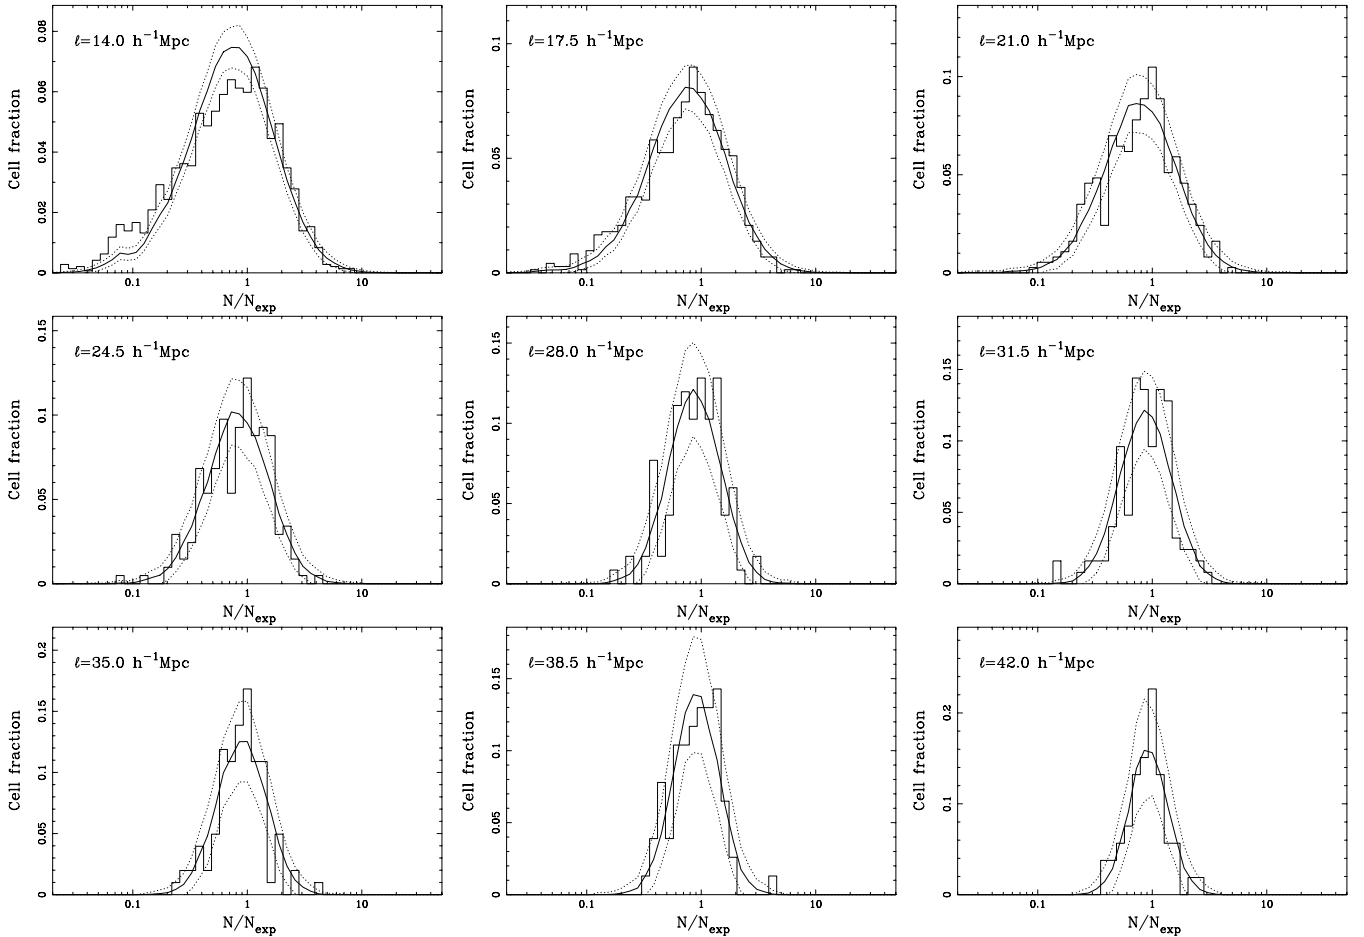 ℓ=14.0 h⁻¹Mpc
Cell fraction
0 0.02 0.04 0.06 0.08
0.1 1 10
N/N_exp
ℓ=17.5 h⁻¹Mpc
Cell fraction
0 0.05 0.1
0.1 1 10
N/N_exp
ℓ=21.0 h⁻¹Mpc
Cell fraction
0 0.05 0.1
0.1 1 10
N/N_exp
ℓ=24.5 h⁻¹Mpc
Cell fraction
0 0.05 0.1 0.15
0.1 1 10
N/N_exp
ℓ=28.0 h⁻¹Mpc
Cell fraction
0 0.05 0.1 0.15
0.1 1 10
N/N_exp
ℓ=31.5 h⁻¹Mpc
Cell fraction
0 0.05 0.1 0.15
0.1 1 10
N/N_exp
ℓ=35.0 h⁻¹Mpc
Cell fraction
0 0.05 0.1 0.15 0.2
0.1 1 10
N/N_exp
ℓ=38.5 h⁻¹Mpc
Cell fraction
0 0.05 0.1 0.15
0.1 1 10
N/N_exp
ℓ=42.0 h⁻¹Mpc
Cell fraction
0 0.1 0.2
0.1 1 10
N/N_exp